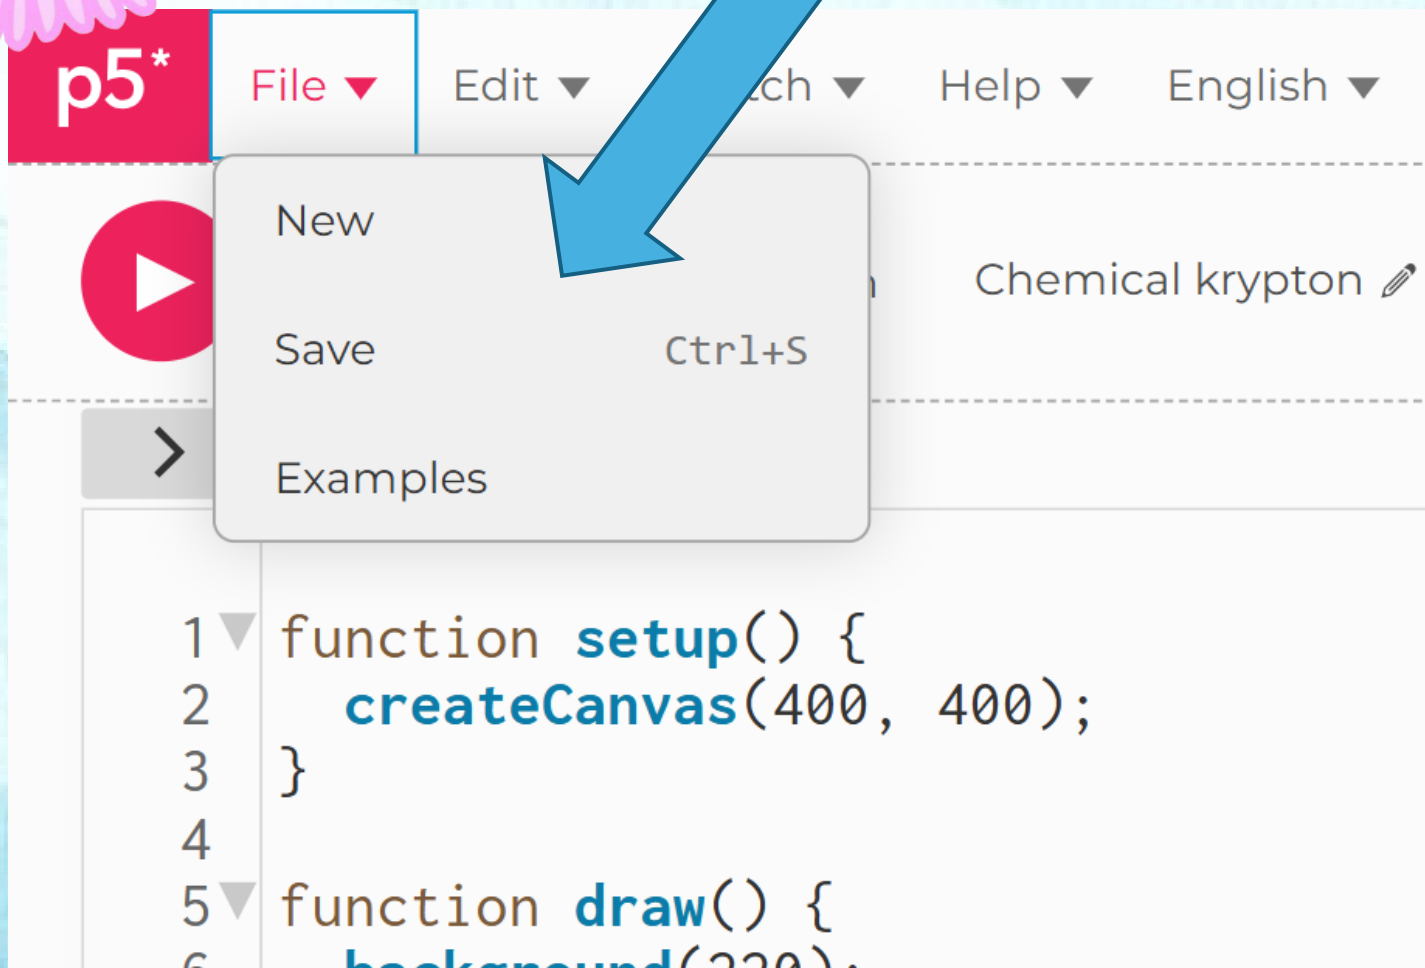 p5* File Edit Help English
New
Chemical krypton
Save Ctrl+S
Examples
1 function setup() {
2 createCanvas(400, 400);
3 }
4
5 function draw() {